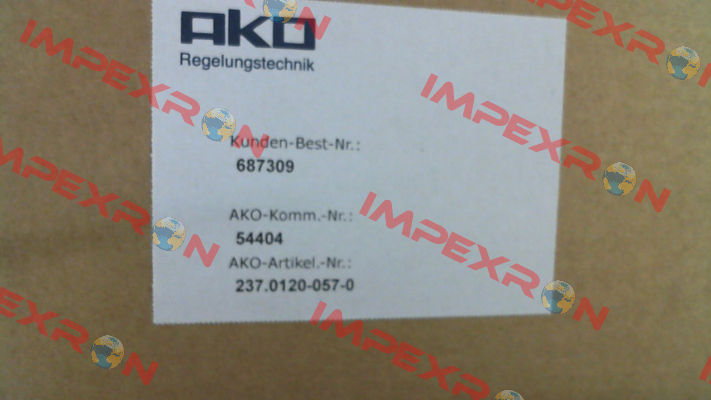 AKO
Regelungstechnik
Kunden-Best-Nr.:
687309
AKO-Komm.-Nr.:
54404
AKO-Artikel.-Nr.:
237.0120-057-0
IMPEXRON
IMPEXRON
IMPEXRON
IMPEXRON
IMPEXRON
IMPEXRON
IMPEXRON